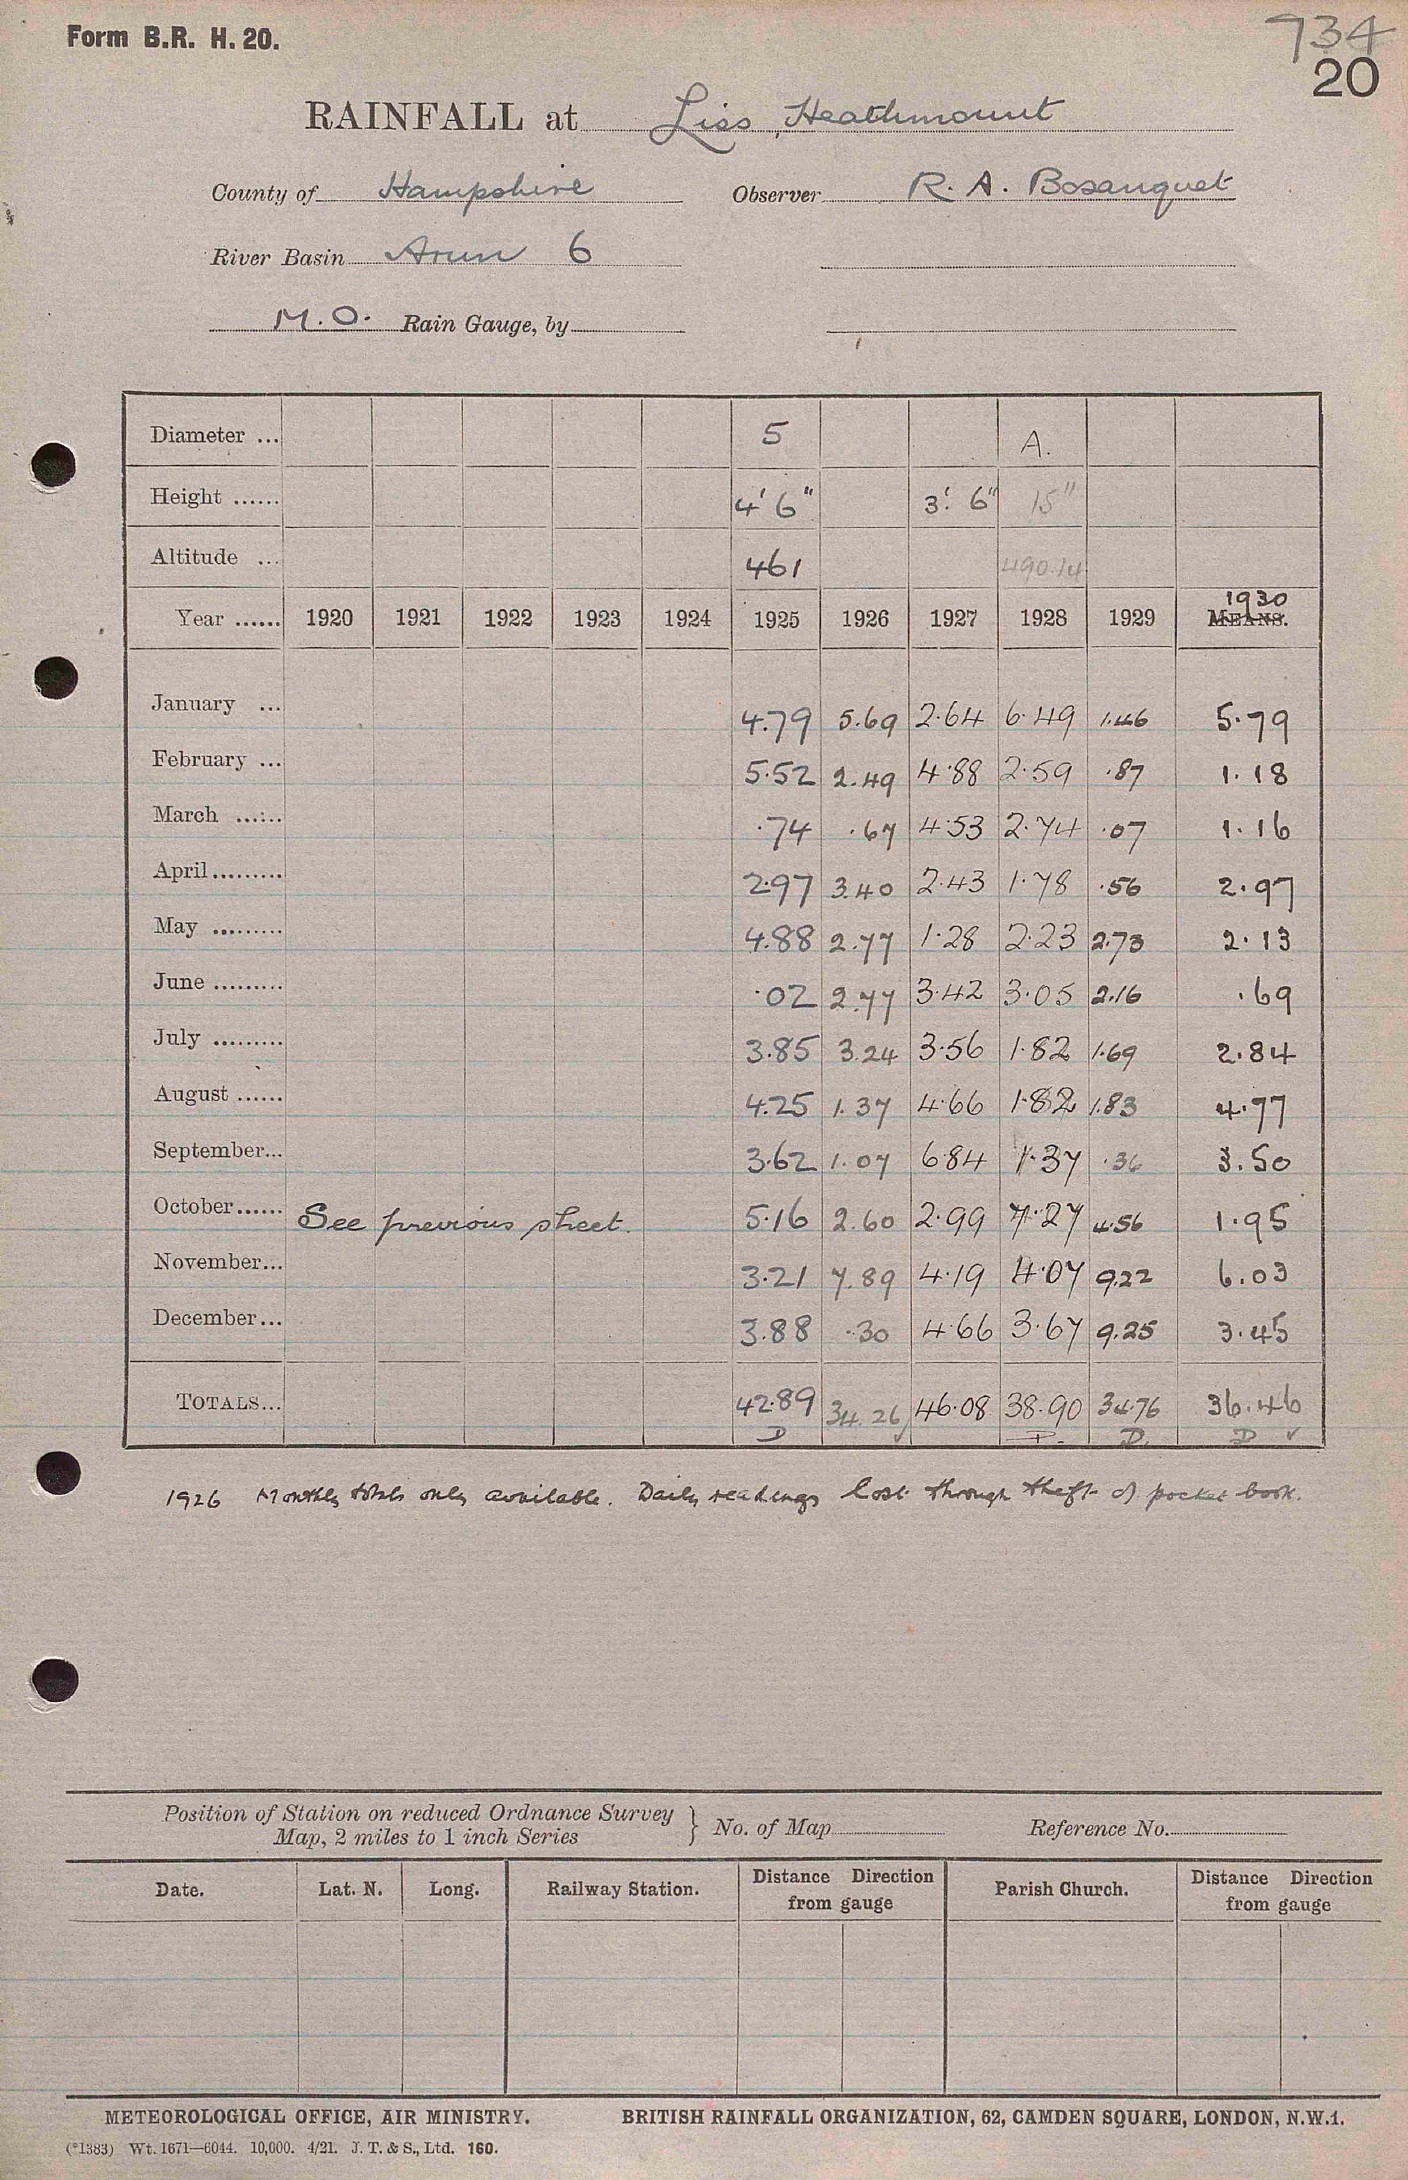 Form B.R. H. 20.
734
20
RAINFALL at Liss, Heathmount
County of Hampshire Observer R. A. Bosanquet
River Basin Arun 6
M.O. Rain Gauge, by
Diameter ... 5 A.
Height ...... 4' 6" 3' 6" 15"
Altitude ... 461 490.14
1930
Year ...... 1920 1921 1922 1923 1924 1925 1926 1927 1928 1929 MEANS.
January ... 4.79 5.69 2.64 6.49 1.46 5.79
February ... 5.52 2.49 4.88 2.59 .87 1.18
March ...... .74 .67 4.53 2.74 .07 1.16
April......... 2.97 3.40 2.43 1.78 .56 2.97
May ......... 4.88 2.77 1.28 2.23 2.73 2.13
June ......... .02 2.77 3.42 3.05 2.16 .69
July ......... 3.85 3.24 3.56 1.82 1.69 2.84
August ...... 4.25 1.37 4.66 1.82 1.83 4.77
September... 3.62 1.07 6.84 1.37 .36 3.50
October...... See previous sheet. 5.16 2.60 2.99 7.27 4.56 1.95
November... 3.21 7.89 4.19 4.07 9.22 6.03
December... 3.88 .30 4.66 3.67 9.25 3.45
TOTALS... 42.89 34.26 46.08 38.90 34.76 36.46
D D. D. D
1926 Monthly totals only available. Daily readings lost through theft of pocket book.
Position of Station on reduced Ordnance Survey
Map, 2 miles to 1 inch Series } No. of Map Reference No.
Date. Lat. N. Long. Railway Station. Distance Direction from gauge Parish Church. Distance Direction from gauge
METEOROLOGICAL OFFICE, AIR MINISTRY. BRITISH RAINFALL ORGANIZATION, 62, CAMDEN SQUARE, LONDON, N.W.1.
(*1383) Wt. 1671—6044. 10,000. 4/21. J. T. & S., Ltd. 160.